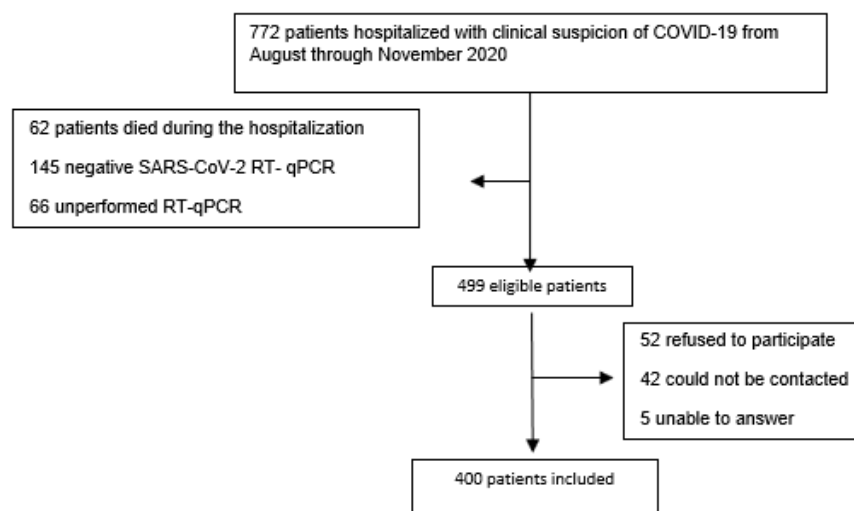 772 patients hospitalized with clinical suspicion of COVID-19 from
August through November 2020
62 patients died during the hospitalization
145 negative SARS-CoV-2 RT- qPCR
66 unperformed RT-qPCR
499 eligible patients
52 refused to participate
42 could not be contacted
5 unable to answer
400 patients included